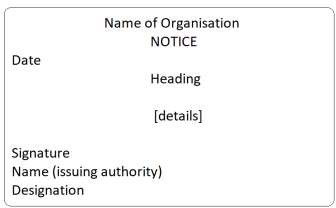 Name of Organisation
NOTICE
Date
Heading
[details]
Signature
Name (issuing authority)
Designation